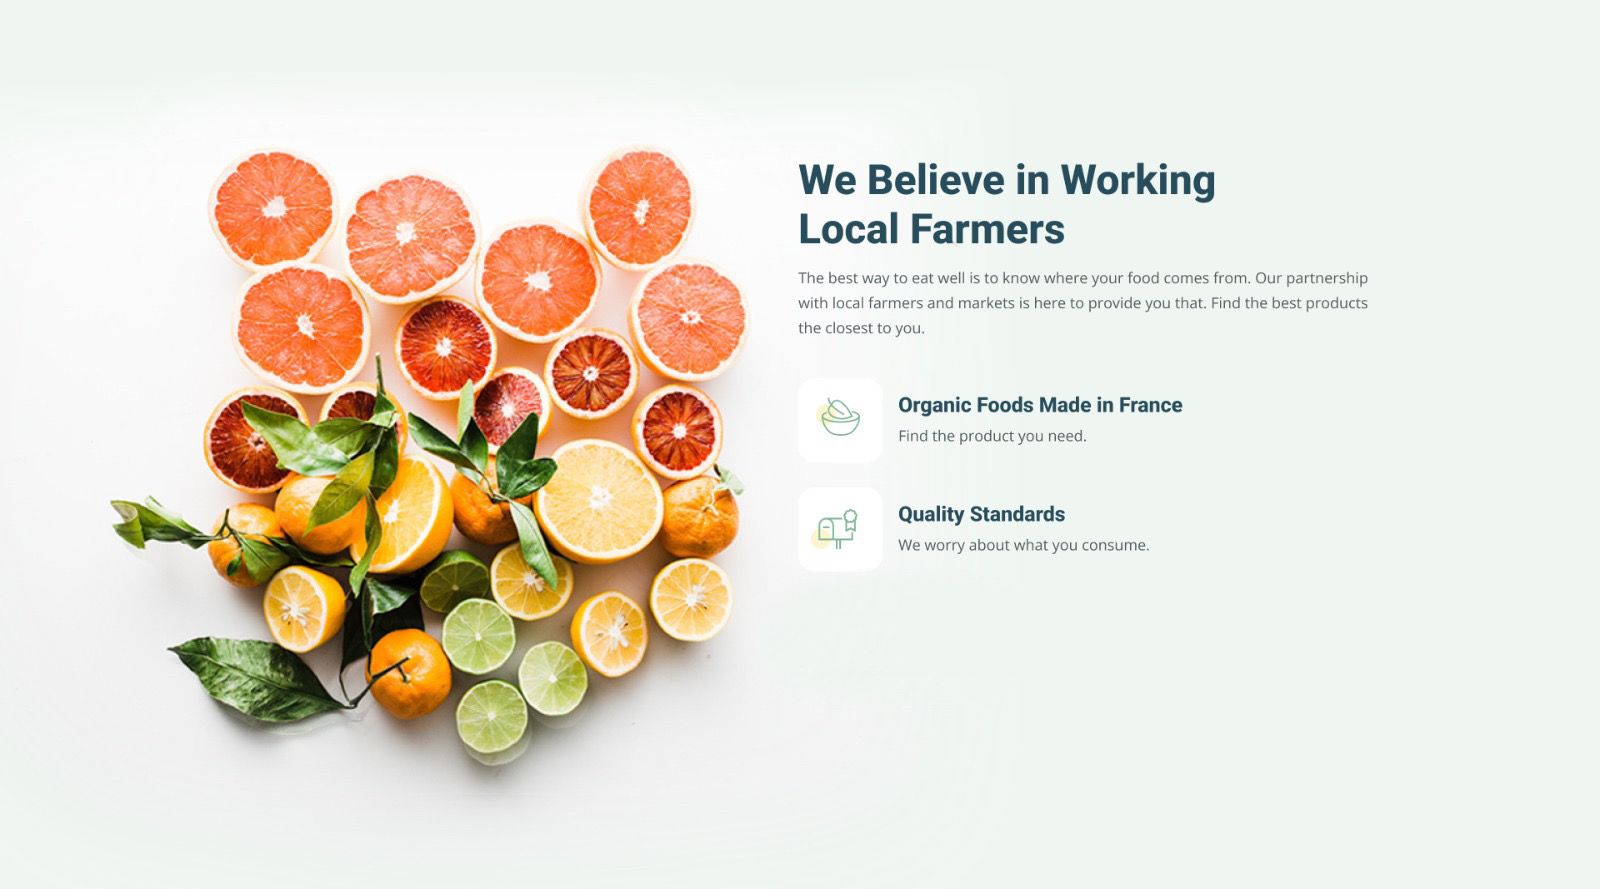 We Believe in Working
Local Farmers
The best way to eat well is to know where your food comes from. Our partnership
with local farmers and markets is here to provide you that. Find the best products
the closest to you.
Organic Foods Made in France
Find the product you need.
Quality Standards
We worry about what you consume.